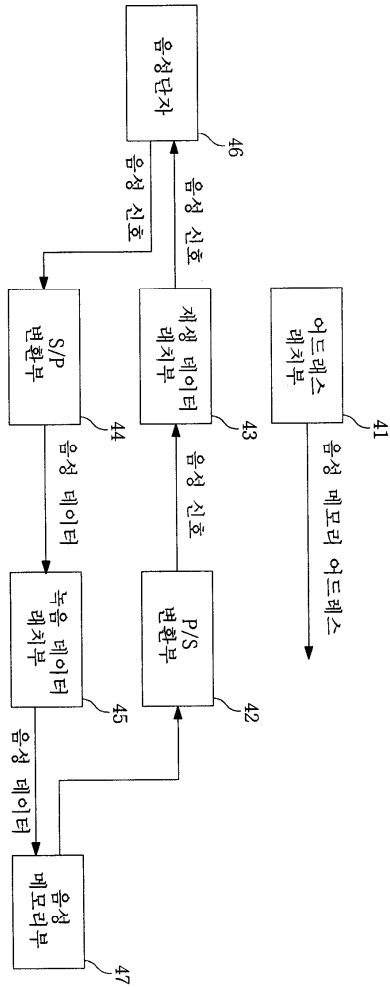 어드레스
래치부
41
음성 메모리 어드레스
음성단자
46
음성 신호
재생 데이터
래치부
43
음성 신호
P/S
변환부
42
음성 신호
S/P
변환부
44
음성 데이터
녹음 데이터
래치부
45
음성 데이터
음성
메모리부
47